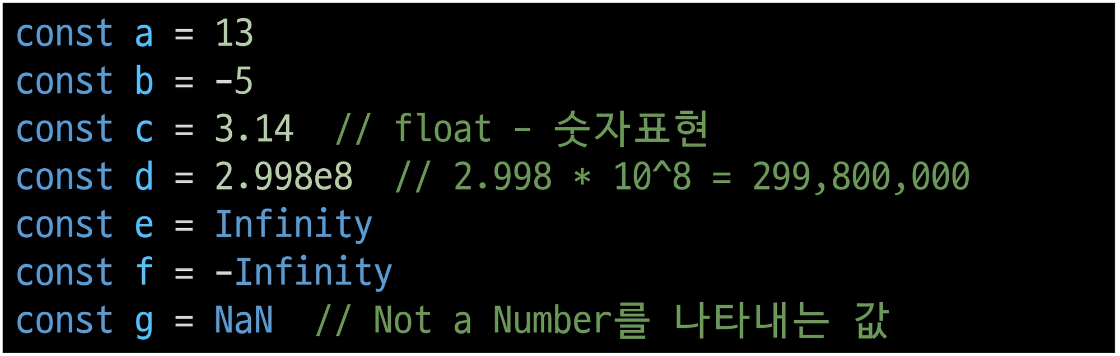 const a = 13
const b = -5
const c = 3.14  // float - 숫자표현
const d = 2.998e8  // 2.998 * 10^8 = 299,800,000
const e = Infinity
const f = -Infinity
const g = NaN  // Not a Number를 나타내는 값